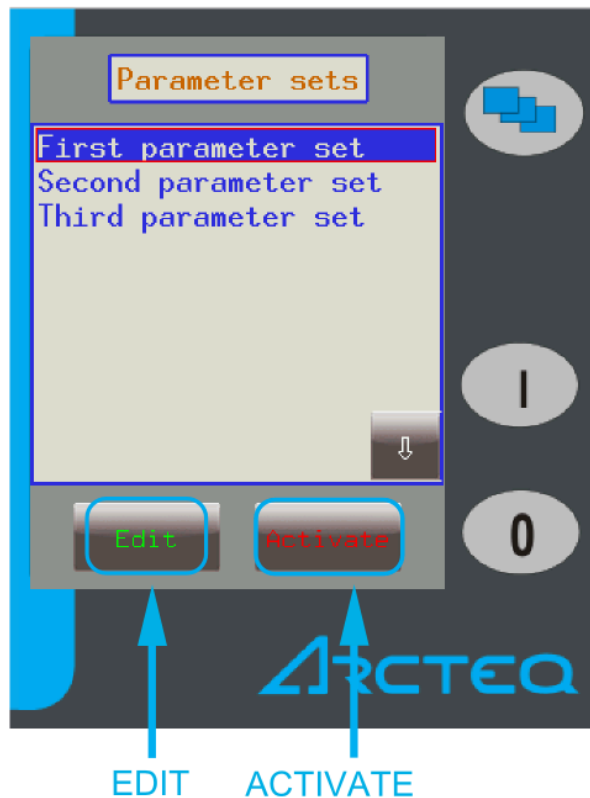 Parameter sets
First parameter set
Second parameter set
Third parameter set
⇩
I
Edit
Activate
0
ARCTEQ
EDIT
ACTIVATE